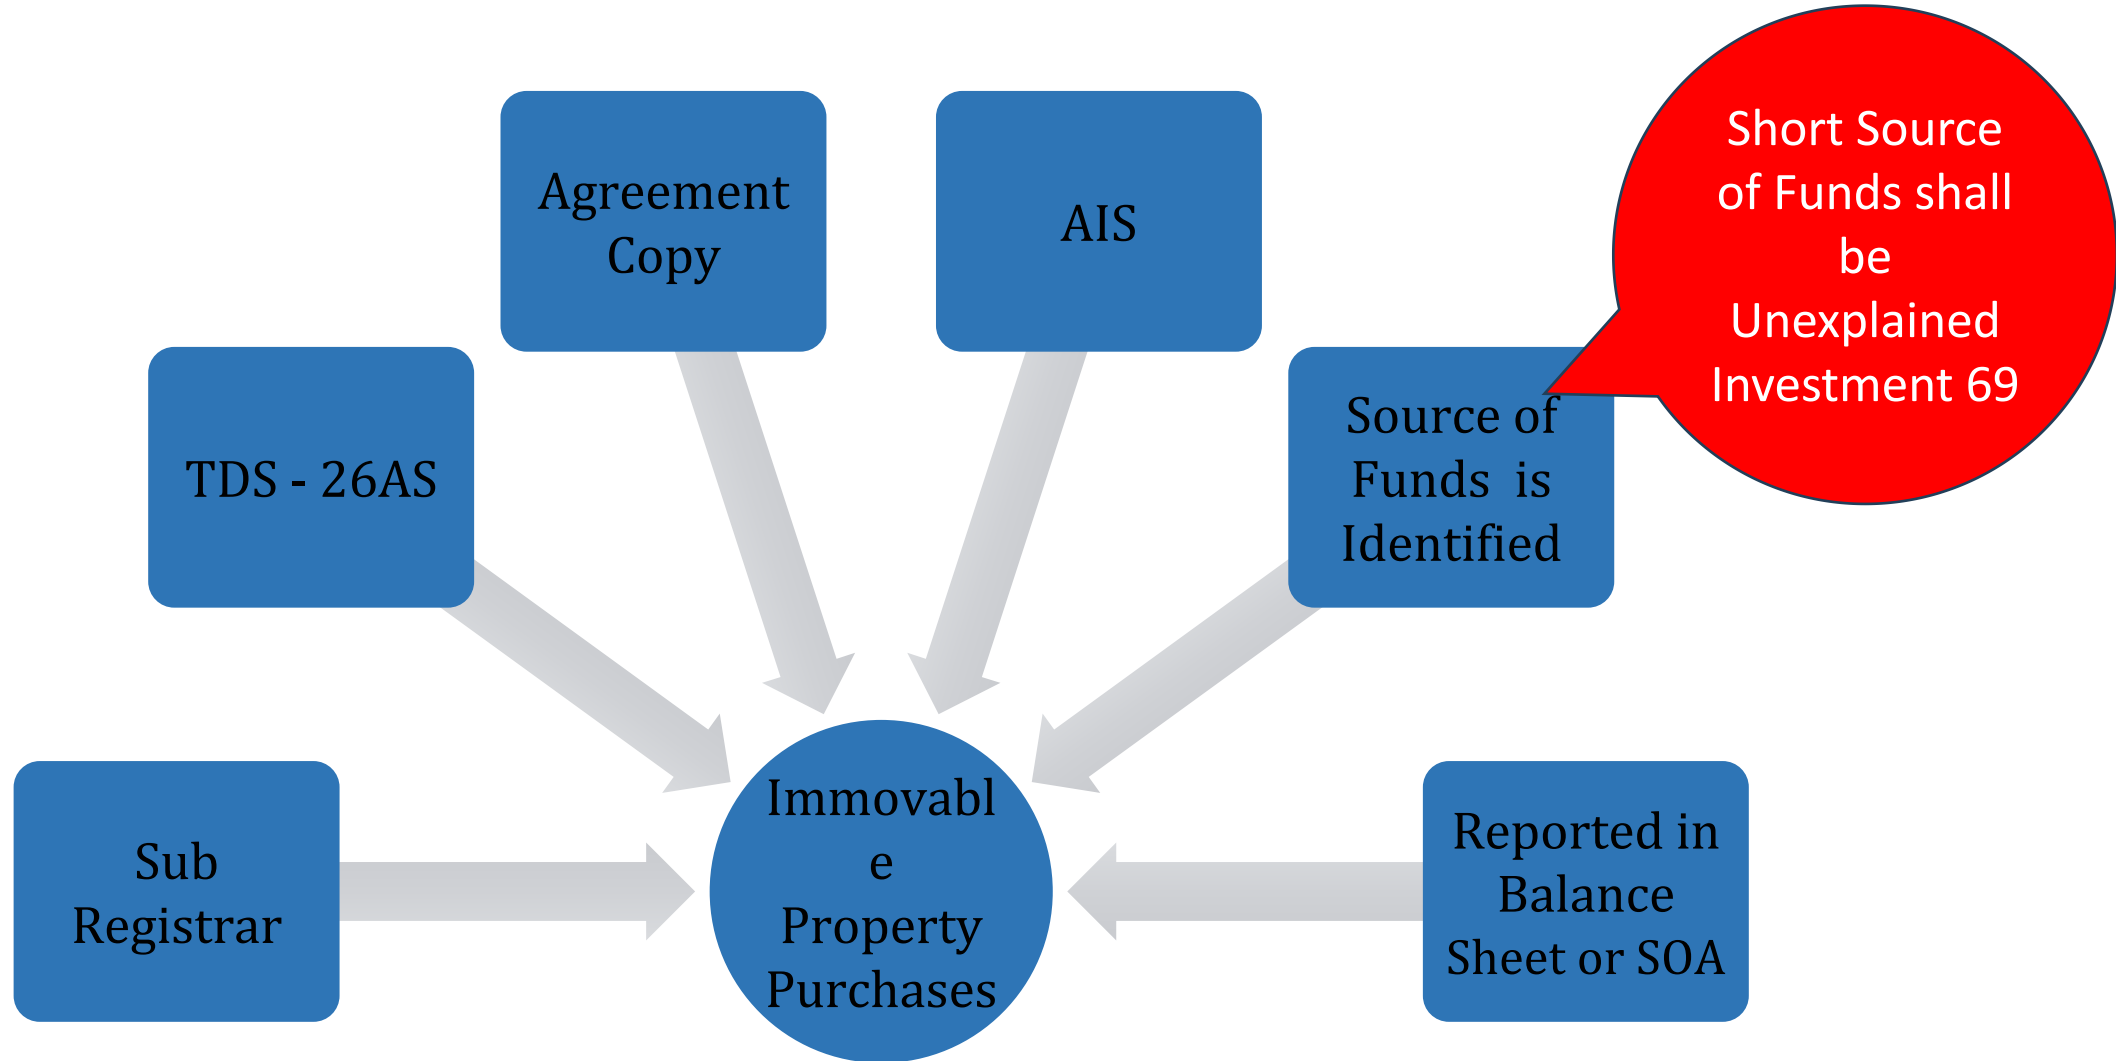 Agreement
Copy
AIS
Short Source
of Funds shall
be
Unexplained
Investment 69
TDS - 26AS
Source of
Funds  is
Identified
Sub
Registrar
Immovabl
e
Property
Purchases
Reported in
Balance
Sheet or SOA